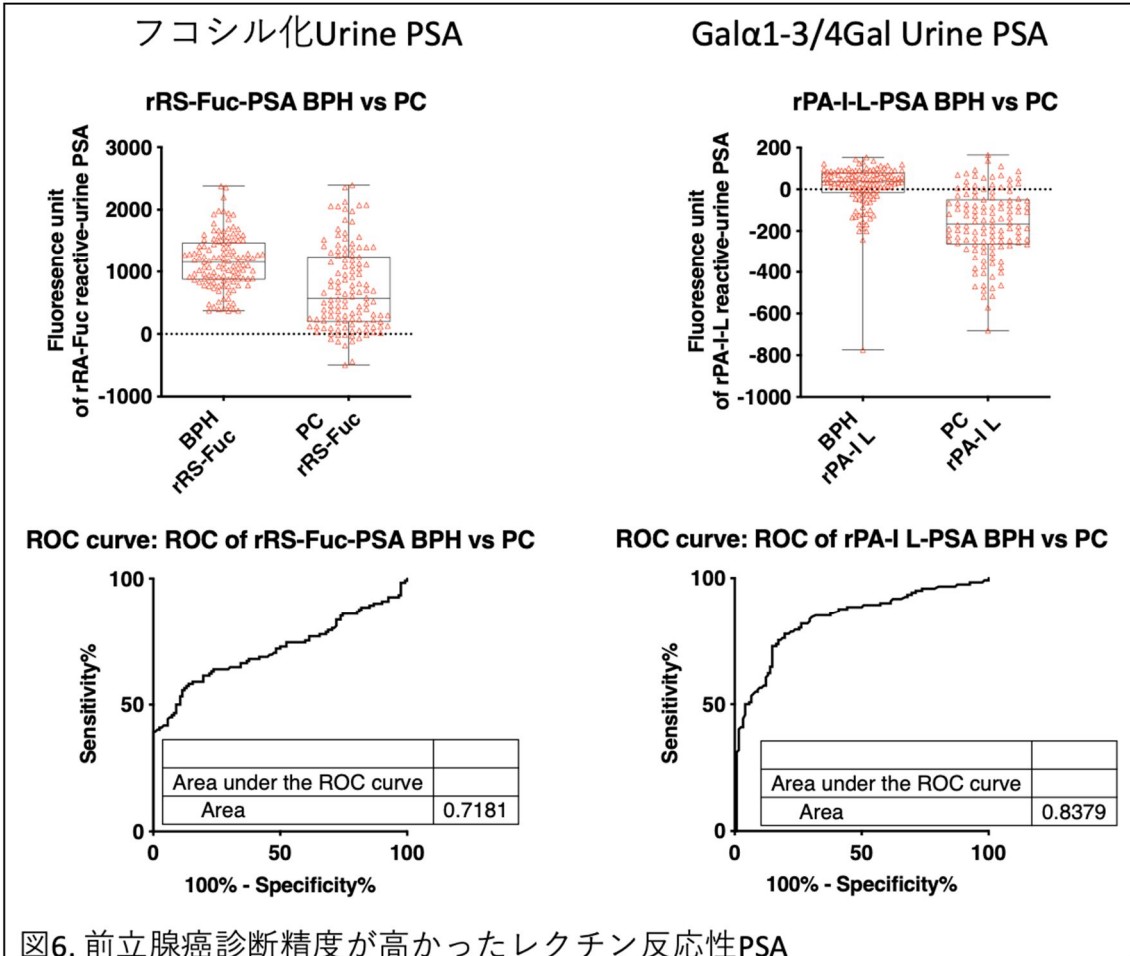 フコシル化Urine PSA
Galα1-3/4Gal Urine PSA
rRS-Fuc-PSA BPH vs PC
Fluoresence unit
of rRA-Fuc reactive-urine PSA
3000
2000
1000
0
-1000
BPH
rRS-Fuc
PC
rRS-Fuc
rPA-I-L-PSA BPH vs PC
Fluoresence unit
of rPA-I-L reactive-urine PSA
200
0
-200
-400
-600
-800
-1000
BPH
rPA-I L
PC
rPA-I L
ROC curve: ROC of rRS-Fuc-PSA BPH vs PC
Sensitivity%
100
50
0
Area under the ROC curve
Area 0.7181
0 50 100
100% - Specificity%
ROC curve: ROC of rPA-I L-PSA BPH vs PC
Sensitivity%
100
50
0
Area under the ROC curve
Area 0.8379
0 50 100
100% - Specificity%
図6. 前立腺癌診断精度が高かったレクチン反応性PSA